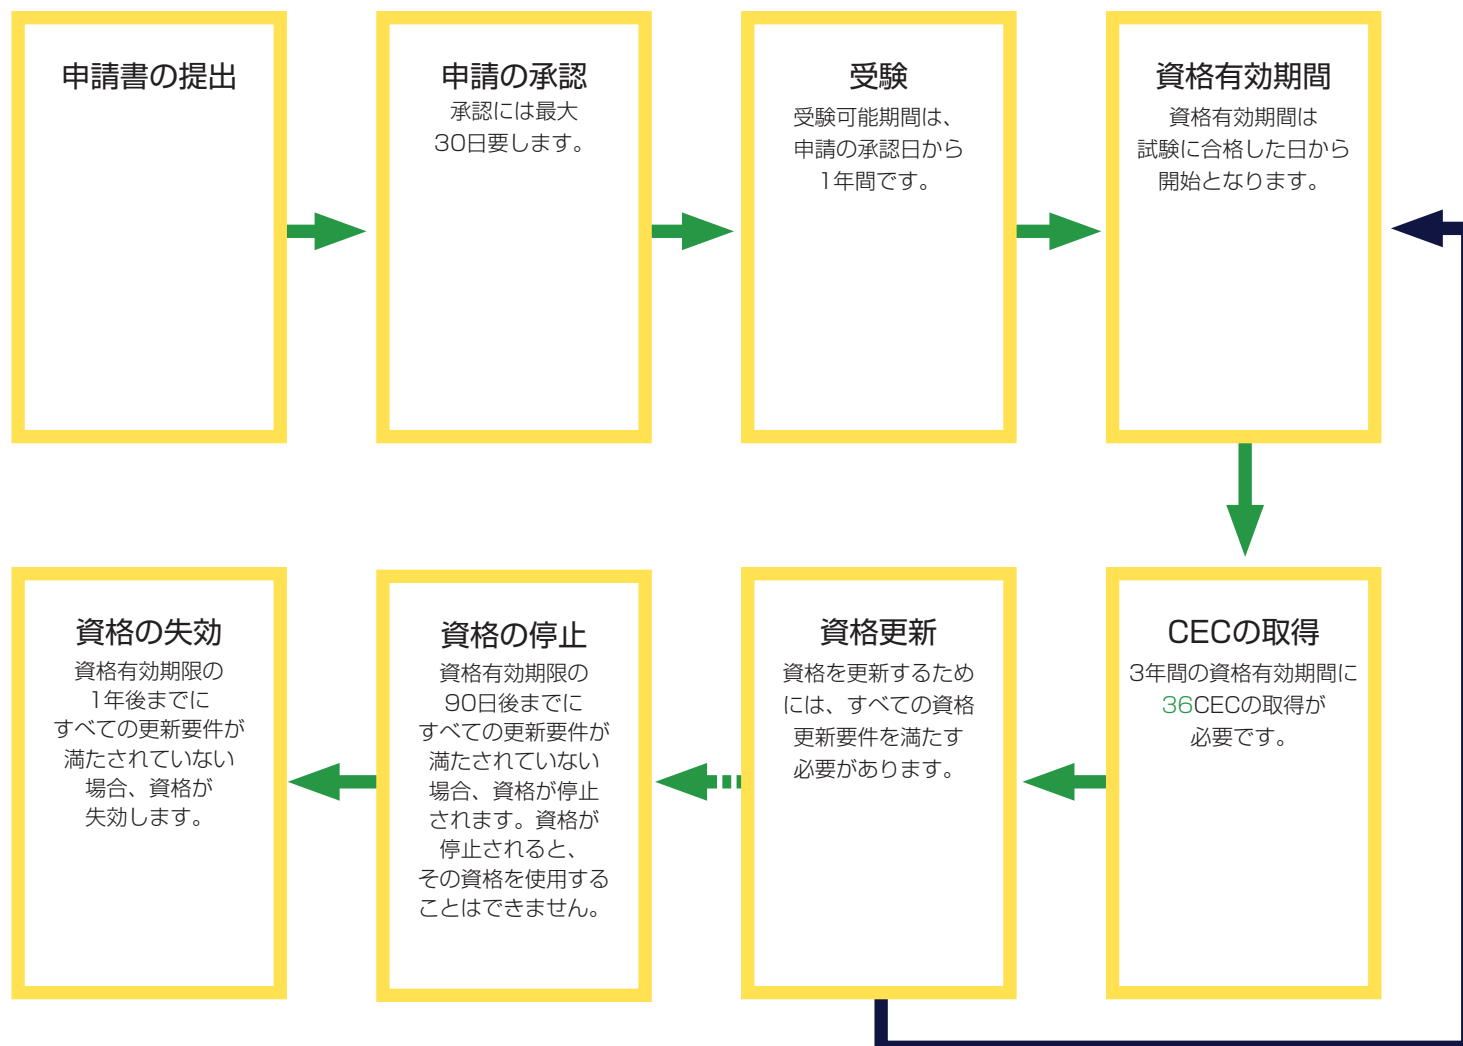 申請書の提出
申請の承認
承認には最大
30日要します。
受験
受験可能期間は、
申請の承認日から
1年間です。
資格有効期間
資格有効期間は
試験に合格した日から
開始となります。
資格の失効
資格有効期限の
1年後までに
すべての更新要件が
満たされていない
場合、資格が
失効します。
資格の停止
資格有効期限の
90日後までに
すべての更新要件が
満たされていない
場合、資格が停止
されます。資格が
停止されると、
その資格を使用する
ことはできません。
資格更新
資格を更新するため
には、すべての資格
更新要件を満たす
必要があります。
CECの取得
3年間の資格有効期間に
36CECの取得が
必要です。